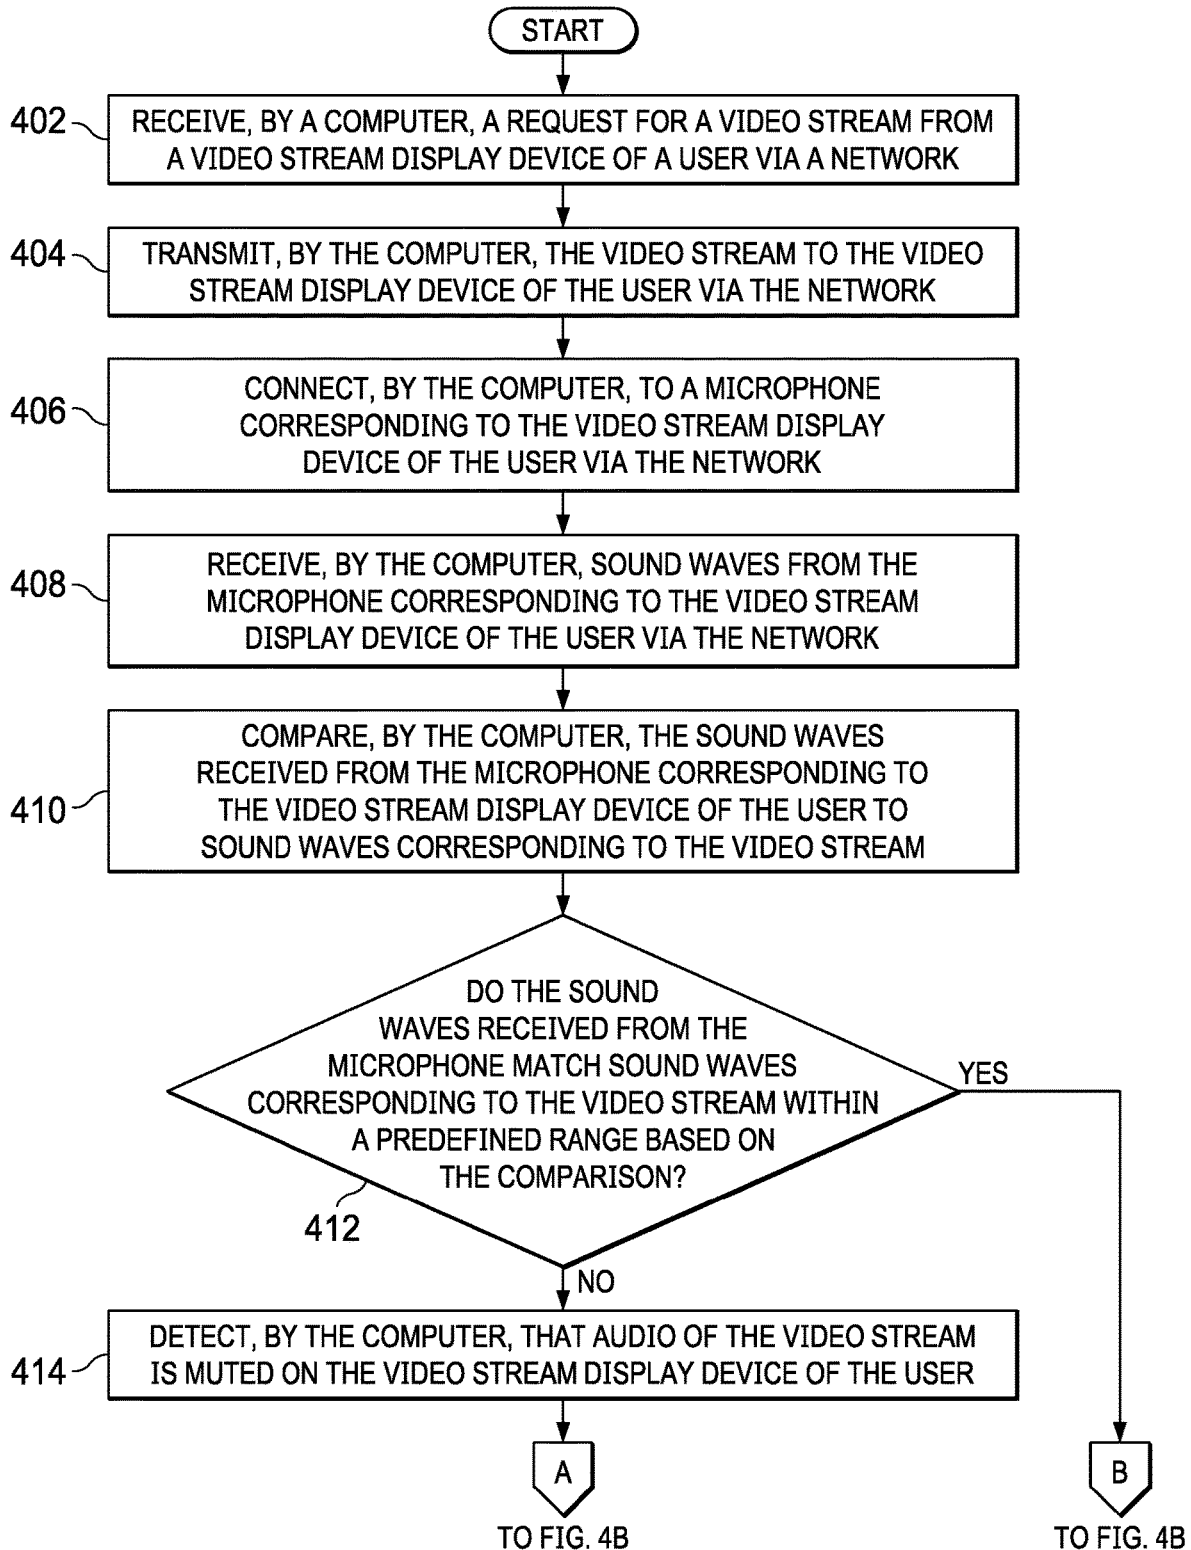 START
402
RECEIVE, BY A COMPUTER, A REQUEST FOR A VIDEO STREAM FROM
A VIDEO STREAM DISPLAY DEVICE OF A USER VIA A NETWORK
404
TRANSMIT, BY THE COMPUTER, THE VIDEO STREAM TO THE VIDEO
STREAM DISPLAY DEVICE OF THE USER VIA THE NETWORK
406
CONNECT, BY THE COMPUTER, TO A MICROPHONE
CORRESPONDING TO THE VIDEO STREAM DISPLAY
DEVICE OF THE USER VIA THE NETWORK
408
RECEIVE, BY THE COMPUTER, SOUND WAVES FROM THE
MICROPHONE CORRESPONDING TO THE VIDEO STREAM
DISPLAY DEVICE OF THE USER VIA THE NETWORK
410
COMPARE, BY THE COMPUTER, THE SOUND WAVES
RECEIVED FROM THE MICROPHONE CORRESPONDING TO
THE VIDEO STREAM DISPLAY DEVICE OF THE USER TO
SOUND WAVES CORRESPONDING TO THE VIDEO STREAM
DO THE SOUND
WAVES RECEIVED FROM THE
MICROPHONE MATCH SOUND WAVES
CORRESPONDING TO THE VIDEO STREAM WITHIN
A PREDEFINED RANGE BASED ON
THE COMPARISON?
YES
412
NO
414
DETECT, BY THE COMPUTER, THAT AUDIO OF THE VIDEO STREAM
IS MUTED ON THE VIDEO STREAM DISPLAY DEVICE OF THE USER
A
TO FIG. 4B
B
TO FIG. 4B